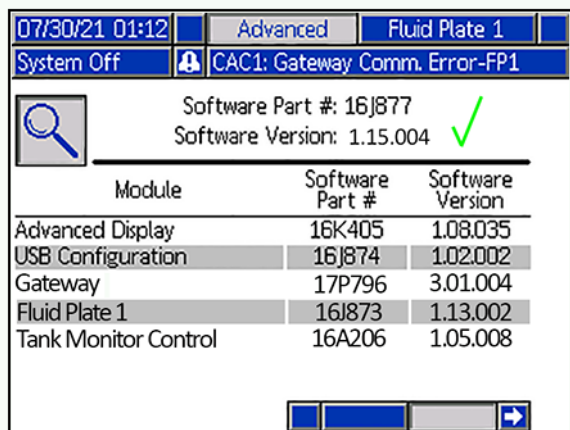 07/30/21 01:12 Advanced Fluid Plate 1
System Off CAC1: Gateway Comm. Error-FP1
Software Part #: 16J877
Software Version: 1.15.004
Module Software Part # Software Version
Advanced Display 16K405 1.08.035
USB Configuration 16J874 1.02.002
Gateway 17P796 3.01.004
Fluid Plate 1 16J873 1.13.002
Tank Monitor Control 16A206 1.05.008